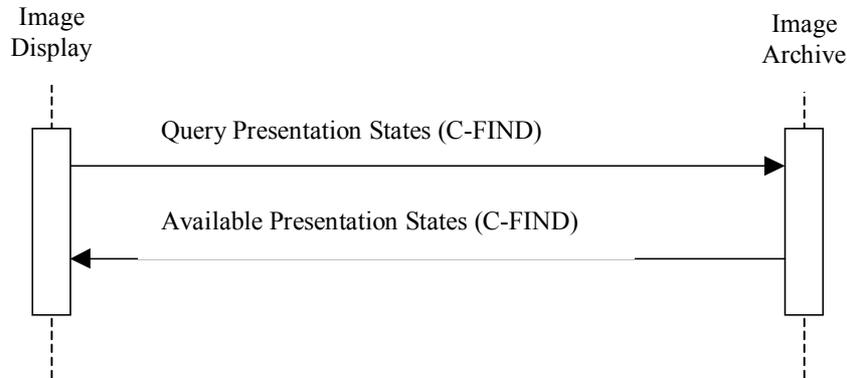 Image
Display
Image
Archive
Query Presentation States (C-FIND)
Available Presentation States (C-FIND)